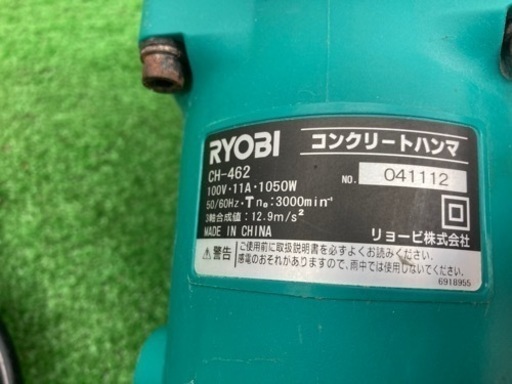 RYOBI コンクリートハンマ
CH-462
NO. 041112
100V・11A・1050W
50/60Hz・T n₀:3000min⁻¹
3軸合成値:12.9m/s²
MADE IN CHINA
リョービ株式会社
警告 ご使用前に取扱説明書を必ずよくお読みください。
感電のおそれがありますので、雨中では使用しないでください。
6918955